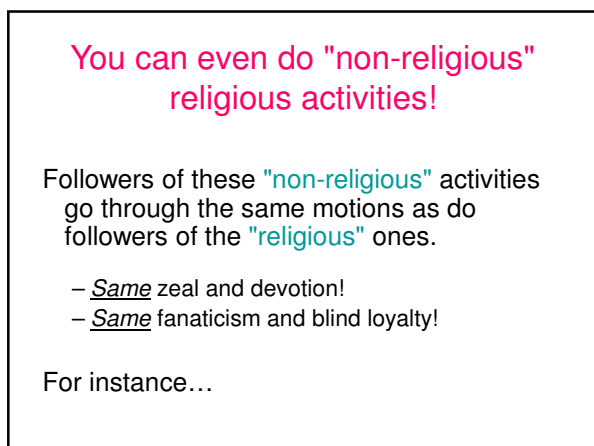 You can even do "non-religious"
religious activities!
Followers of these "non-religious" activities
go through the same motions as do
followers of the "religious" ones.
– Same zeal and devotion!
– Same fanaticism and blind loyalty!
For instance…